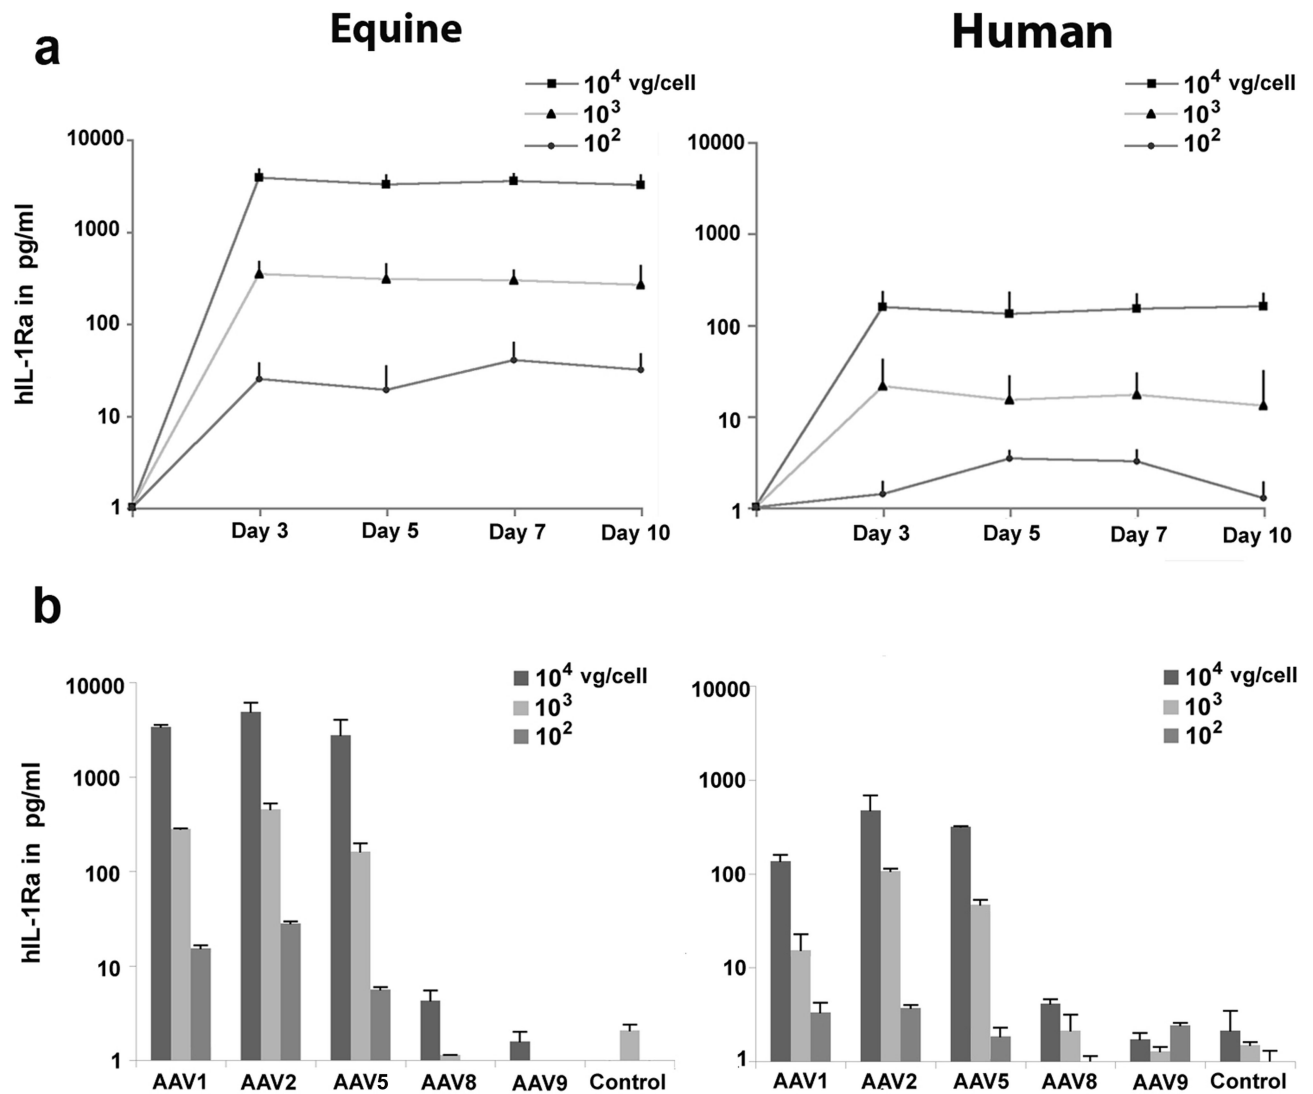 a
Equine
Human
10⁴ vg/cell
10³
10²
10⁴ vg/cell
10³
10²
hIL-1Ra in pg/ml
10000
1000
100
10
1
Day 3
Day 5
Day 7
Day 10
10000
1000
100
10
1
Day 3
Day 5
Day 7
Day 10
b
10⁴ vg/cell
10³
10²
10⁴ vg/cell
10³
10²
hIL-1Ra in pg/ml
10000
1000
100
10
1
AAV1
AAV2
AAV5
AAV8
AAV9
Control
10000
1000
100
10
1
AAV1
AAV2
AAV5
AAV8
AAV9
Control